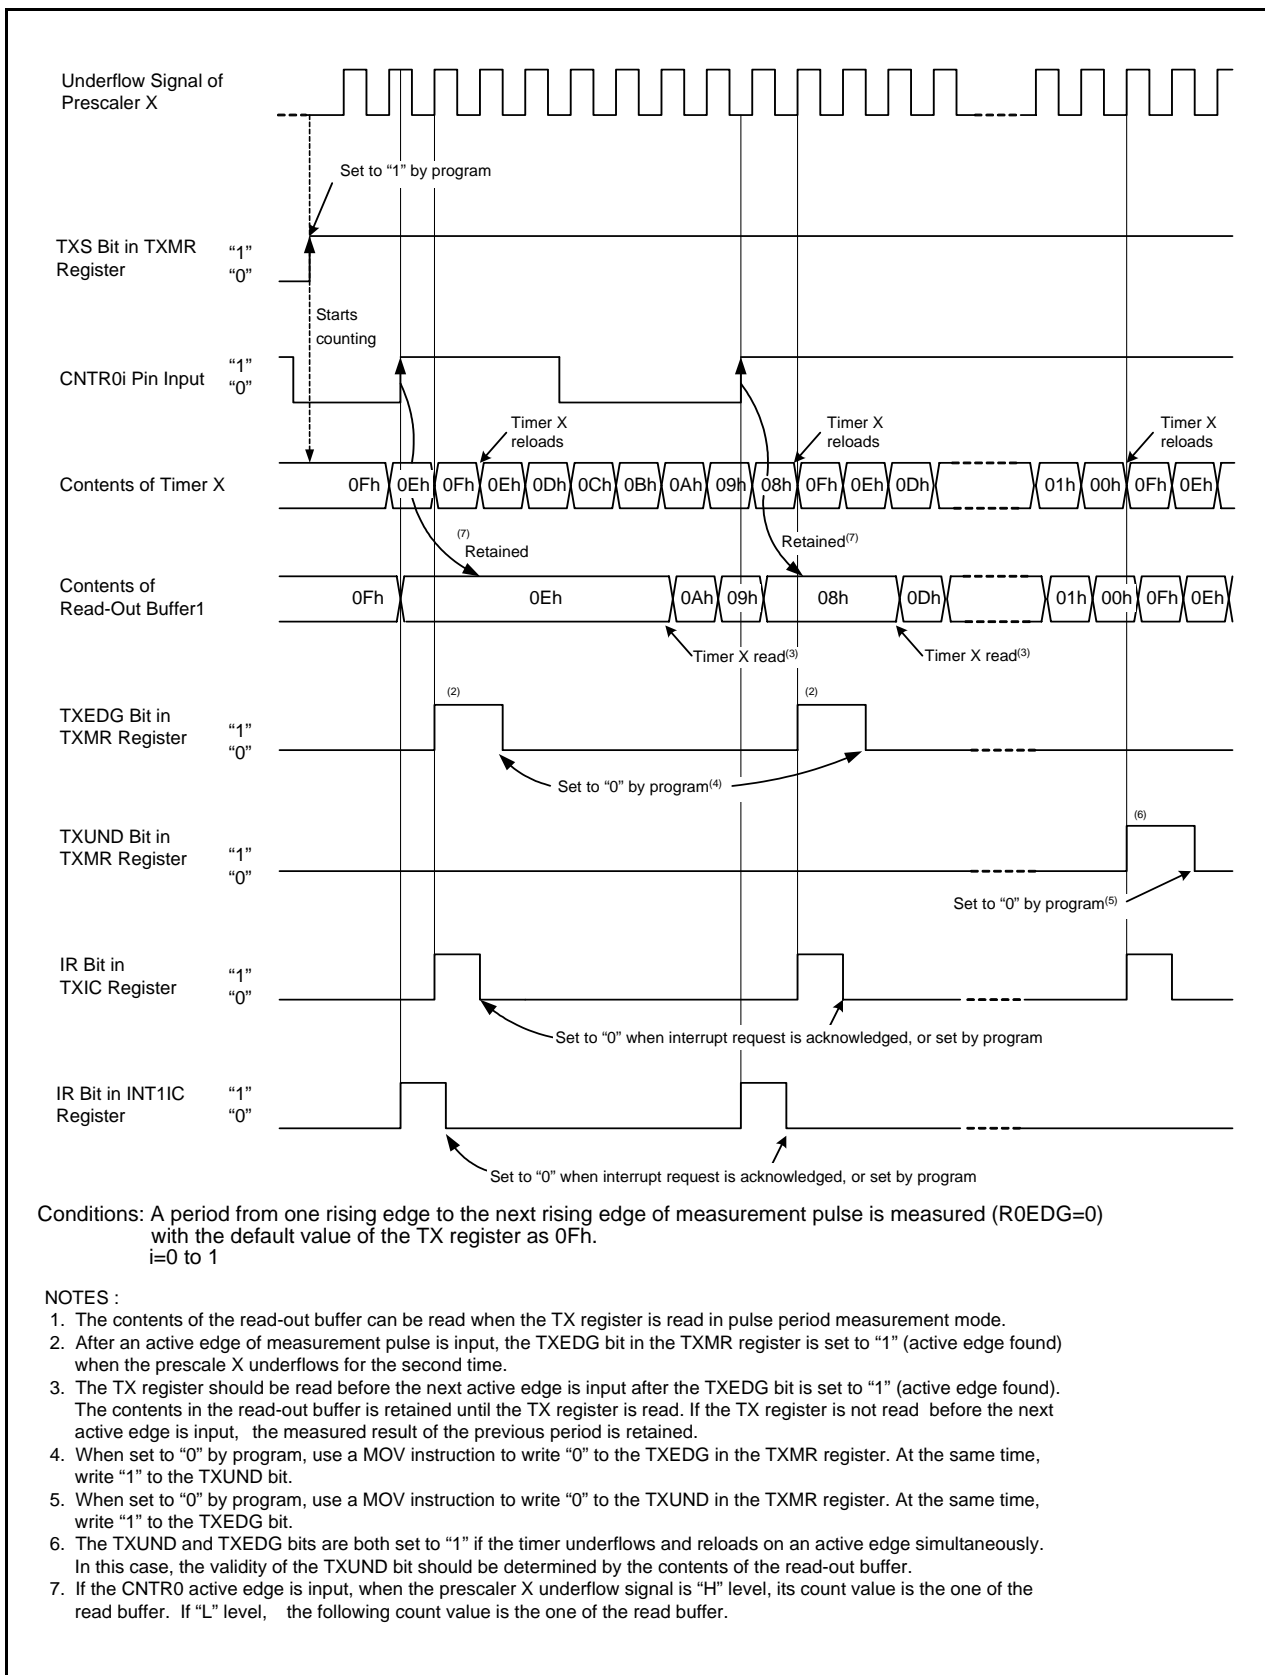 Underflow Signal of
Prescaler X
Set to “1” by program
TXS Bit in TXMR
Register
“1”
“0”
Starts
counting
CNTR0i Pin Input
“1”
“0”
Timer X
reloads
Timer X
reloads
Timer X
reloads
Contents of Timer X
0Fh 0Eh 0Fh 0Eh 0Dh 0Ch 0Bh 0Ah 09h 08h 0Fh 0Eh 0Dh 01h 00h 0Fh 0Eh
(7)
Retained
Retained(7)
Contents of
Read-Out Buffer1
0Fh 0Eh 0Ah 09h 08h 0Dh 01h 00h 0Fh 0Eh
Timer X read(3)
Timer X read(3)
(2)
(2)
TXEDG Bit in
TXMR Register
“1”
“0”
Set to “0” by program(4)
TXUND Bit in
TXMR Register
“1”
“0”
(6)
Set to “0” by program(5)
IR Bit in
TXIC Register
“1”
“0”
Set to “0” when interrupt request is acknowledged, or set by program
IR Bit in INT1IC
Register
“1”
“0”
Set to “0” when interrupt request is acknowledged, or set by program
Conditions: A period from one rising edge to the next rising edge of measurement pulse is measured (R0EDG=0)
with the default value of the TX register as 0Fh.
i=0 to 1
NOTES :
1. The contents of the read-out buffer can be read when the TX register is read in pulse period measurement mode.
2. After an active edge of measurement pulse is input, the TXEDG bit in the TXMR register is set to “1” (active edge found)
when the prescale X underflows for the second time.
3. The TX register should be read before the next active edge is input after the TXEDG bit is set to “1” (active edge found).
The contents in the read-out buffer is retained until the TX register is read. If the TX register is not read before the next
active edge is input, the measured result of the previous period is retained.
4. When set to “0” by program, use a MOV instruction to write “0” to the TXEDG in the TXMR register. At the same time,
write “1” to the TXUND bit.
5. When set to “0” by program, use a MOV instruction to write “0” to the TXUND in the TXMR register. At the same time,
write “1” to the TXEDG bit.
6. The TXUND and TXEDG bits are both set to “1” if the timer underflows and reloads on an active edge simultaneously.
In this case, the validity of the TXUND bit should be determined by the contents of the read-out buffer.
7. If the CNTR0 active edge is input, when the prescaler X underflow signal is “H” level, its count value is the one of the
read buffer. If “L” level, the following count value is the one of the read buffer.